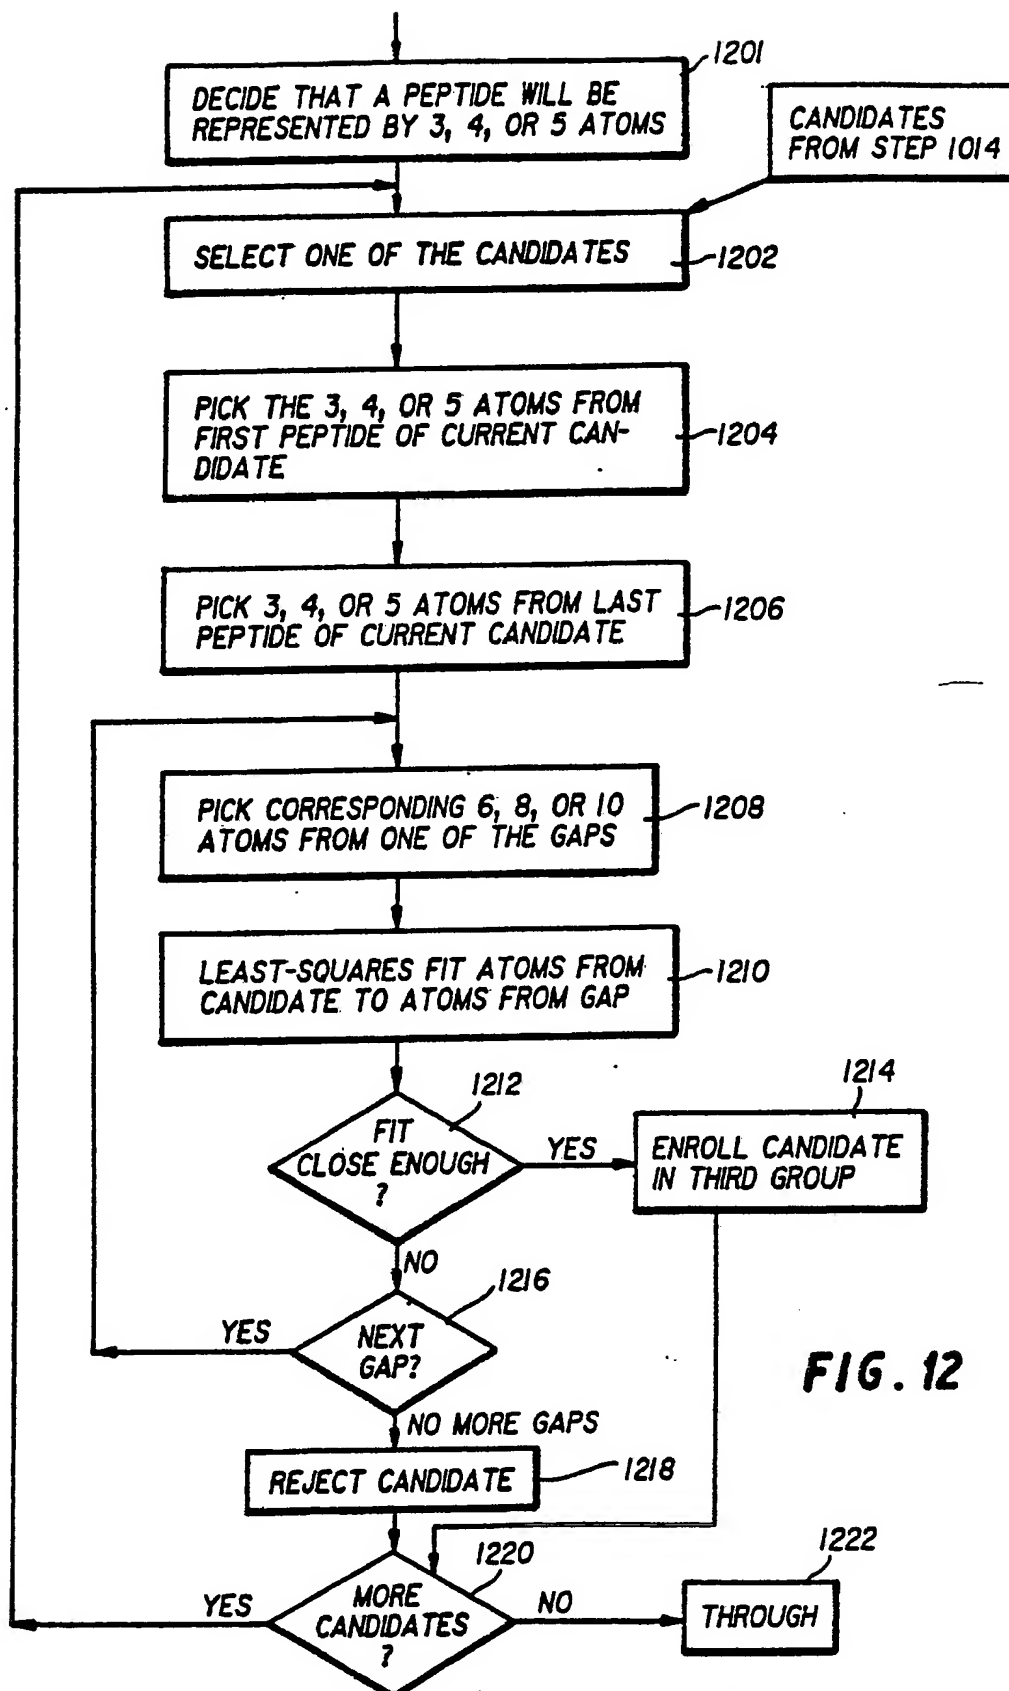 1201
DECIDE THAT A PEPTIDE WILL BE
REPRESENTED BY 3, 4, OR 5 ATOMS
CANDIDATES
FROM STEP 1014
SELECT ONE OF THE CANDIDATES
1202
PICK THE 3, 4, OR 5 ATOMS FROM
FIRST PEPTIDE OF CURRENT CAN-
DIDATE
1204
PICK 3, 4, OR 5 ATOMS FROM LAST
PEPTIDE OF CURRENT CANDIDATE
1206
PICK CORRESPONDING 6, 8, OR 10
ATOMS FROM ONE OF THE GAPS
1208
LEAST-SQUARES FIT ATOMS FROM
CANDIDATE TO ATOMS FROM GAP
1210
1212
FIT
CLOSE ENOUGH
?
YES
1214
ENROLL CANDIDATE
IN THIRD GROUP
NO
1216
NEXT
GAP?
YES
NO MORE GAPS
FIG. 12
REJECT CANDIDATE
1218
1220
MORE
CANDIDATES
?
YES
NO
1222
THROUGH